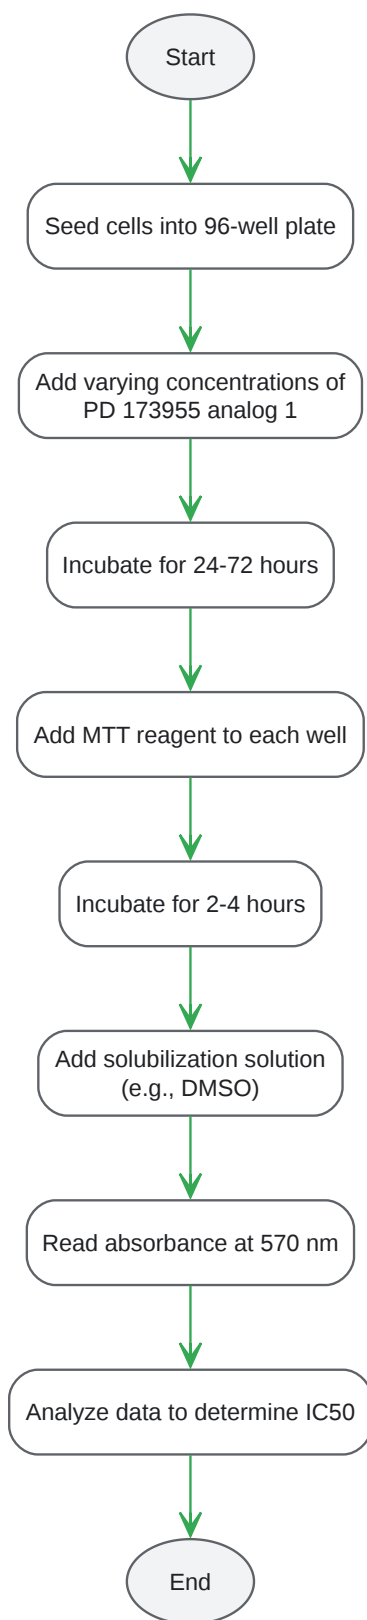 Start
Seed cells into 96-well plate
Add varying concentrations of
PD 173955 analog 1
Incubate for 24-72 hours
Add MTT reagent to each well
Incubate for 2-4 hours
Add solubilization solution
(e.g., DMSO)
Read absorbance at 570 nm
Analyze data to determine IC50
End